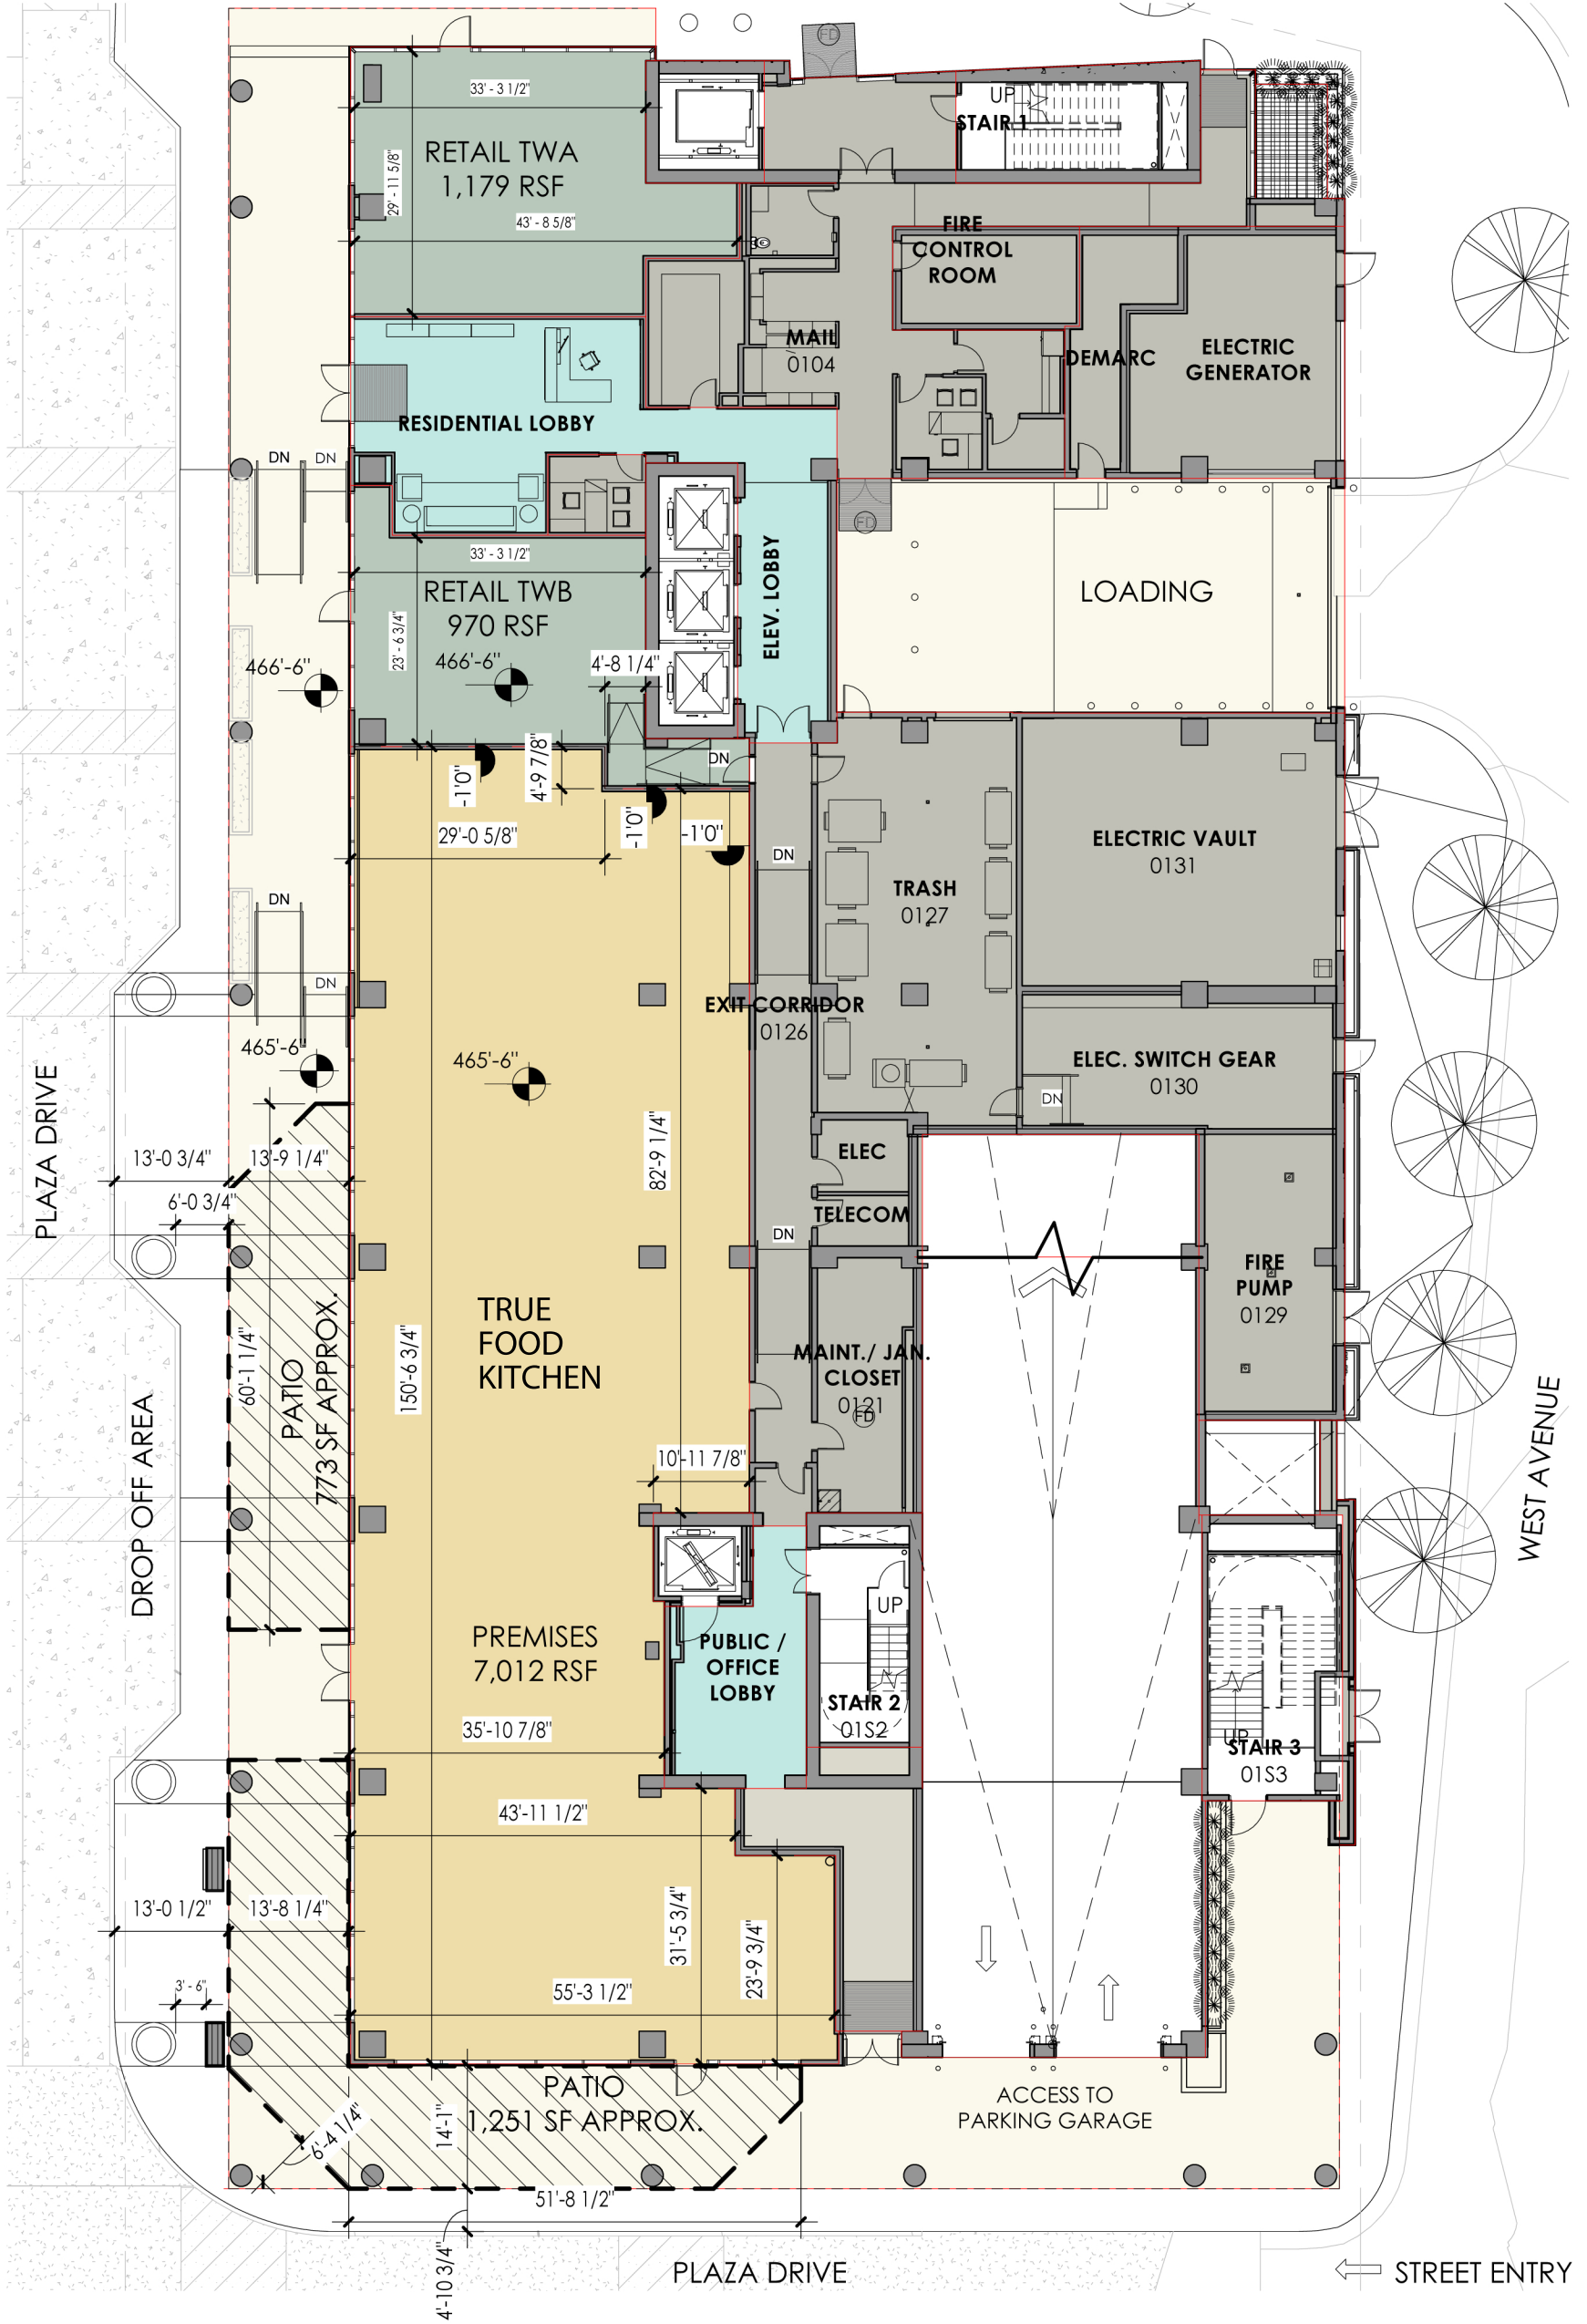 FD
UP
STAIR 1
33' - 3 1/2"
RETAIL TWA
1,179 RSF
29' - 11 5/8"
43' - 8 5/8"
FIRE
CONTROL
ROOM
MAIL
0104
DEMARC
ELECTRIC
GENERATOR
RESIDENTIAL LOBBY
DN
DN
FD
33' - 3 1/2"
RETAIL TWB
970 RSF
23' - 6 3/4"
466'-6"
466'-6"
4'-8 1/4"
ELEV. LOBBY
LOADING
DN
-1'0"
4'-9 7/8"
-1'0"
-1'0"
29'-0 5/8"
DN
ELECTRIC VAULT
0131
TRASH
0127
DN
DN
EXIT CORRIDOR
0126
465'-6"
465'-6"
ELEC. SWITCH GEAR
0130
DN
PLAZA DRIVE
13'-0 3/4"
13'-9 1/4"
6'-0 3/4"
82'-9 1/4"
ELEC
TELECOM
DN
FIRE
PUMP
0129
TRUE
FOOD
KITCHEN
60'-1 1/4"
PATIO
773 SF APPROX.
150'-6 3/4"
MAINT./ JAN.
CLOSET
0121
FD
DROP OFF AREA
10'-11 7/8"
WEST AVENUE
UP
PREMISES
7,012 RSF
PUBLIC /
OFFICE
LOBBY
STAIR 2
01S2
UP
STAIR 3
01S3
35'-10 7/8"
43'-11 1/2"
13'-0 1/2"
13'-8 1/4"
31'-5 3/4"
23'-9 3/4"
3' - 6"
55'-3 1/2"
PATIO
1,251 SF APPROX.
6'-4 1/4"
14'-1"
51'-8 1/2"
4'-10 3/4"
ACCESS TO
PARKING GARAGE
PLAZA DRIVE
STREET ENTRY